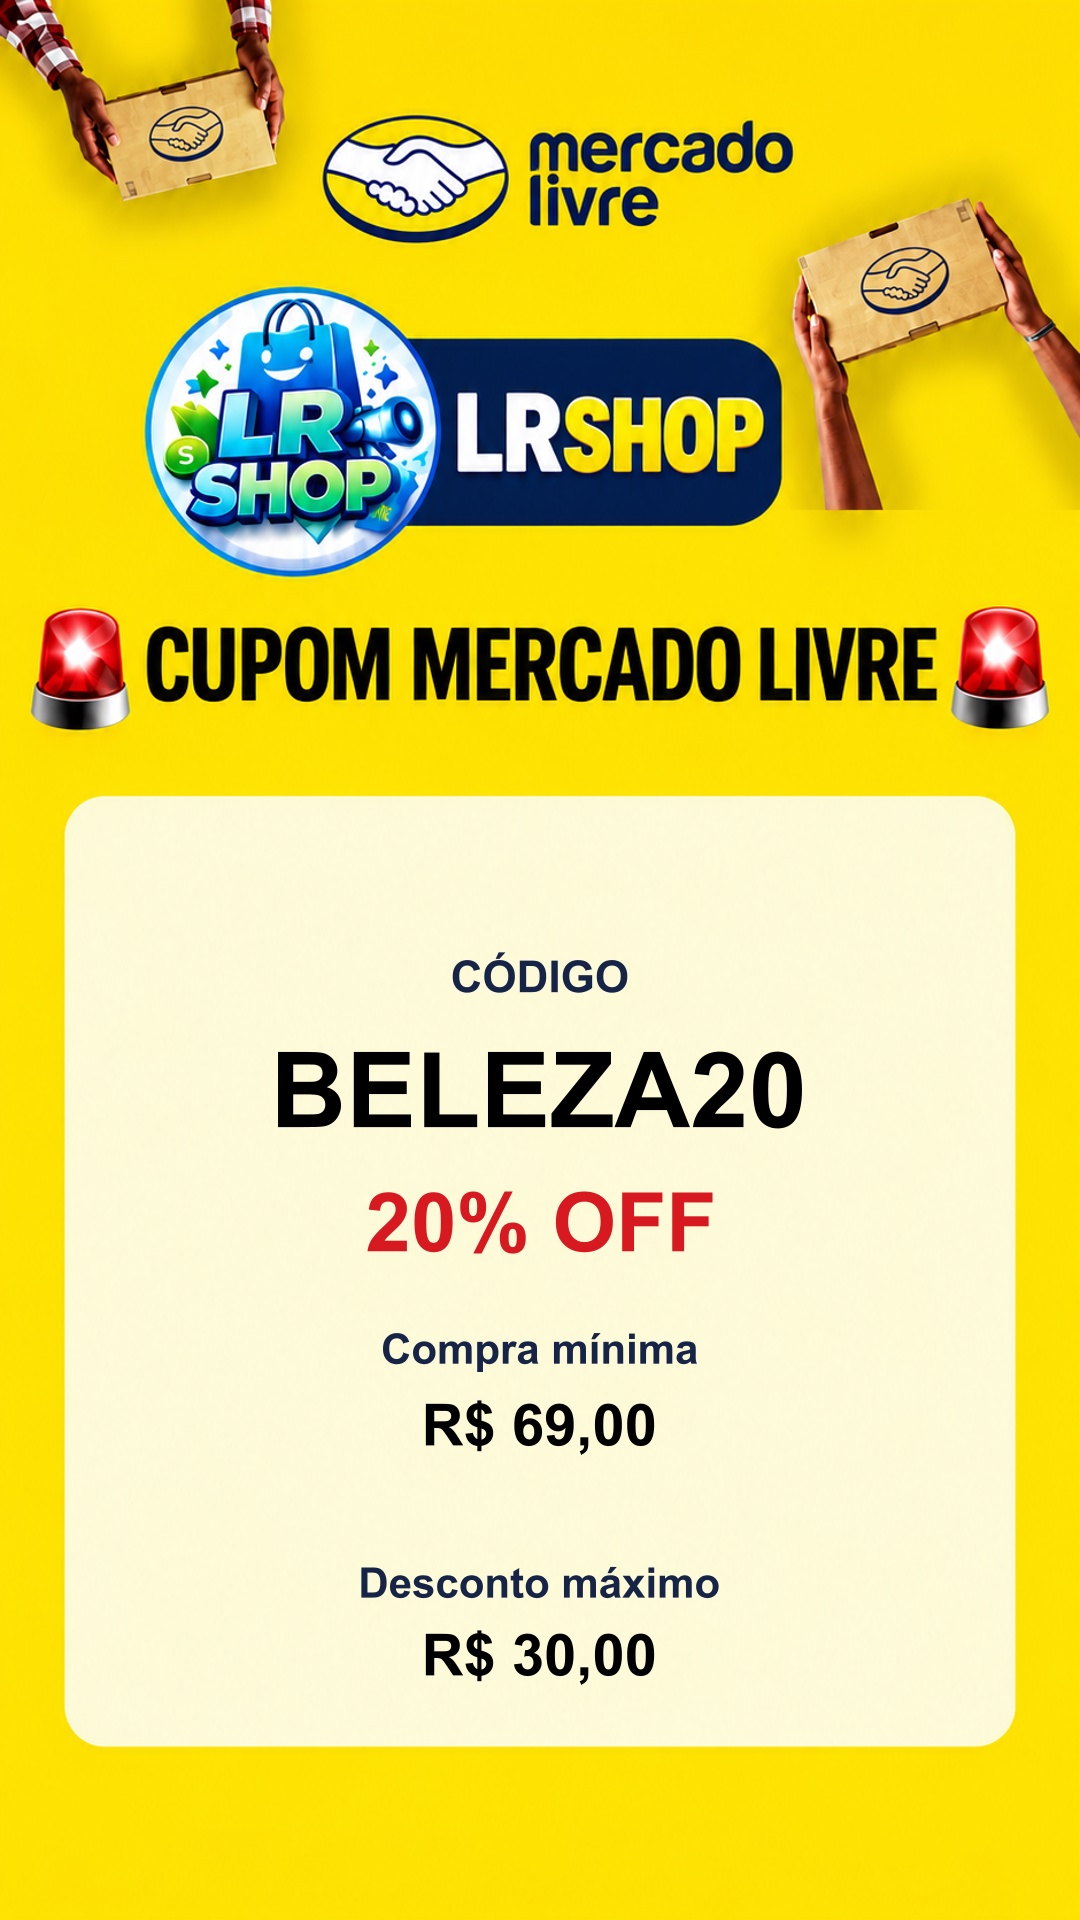 mercado
livre
LR
SHOP
LRSHOP
S
CUPOM MERCADO LIVRE
CÓDIGO
BELEZA20
20% OFF
Compra mínima
R$ 69,00
Desconto máximo
R$ 30,00